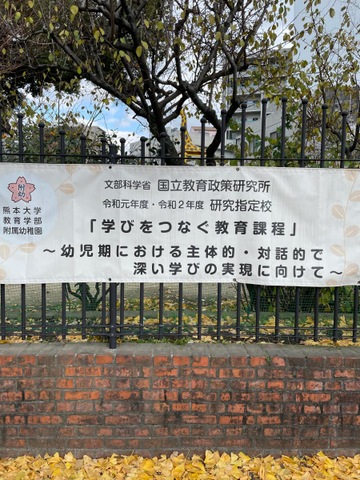 附幼
熊本大学
教育学部
附属幼稚園
文部科学省 国立教育政策研究所
令和元年度・令和２年度 研究指定校
「学びをつなぐ教育課程」
～幼児期における主体的・対話的で
深い学びの実現に向けて～